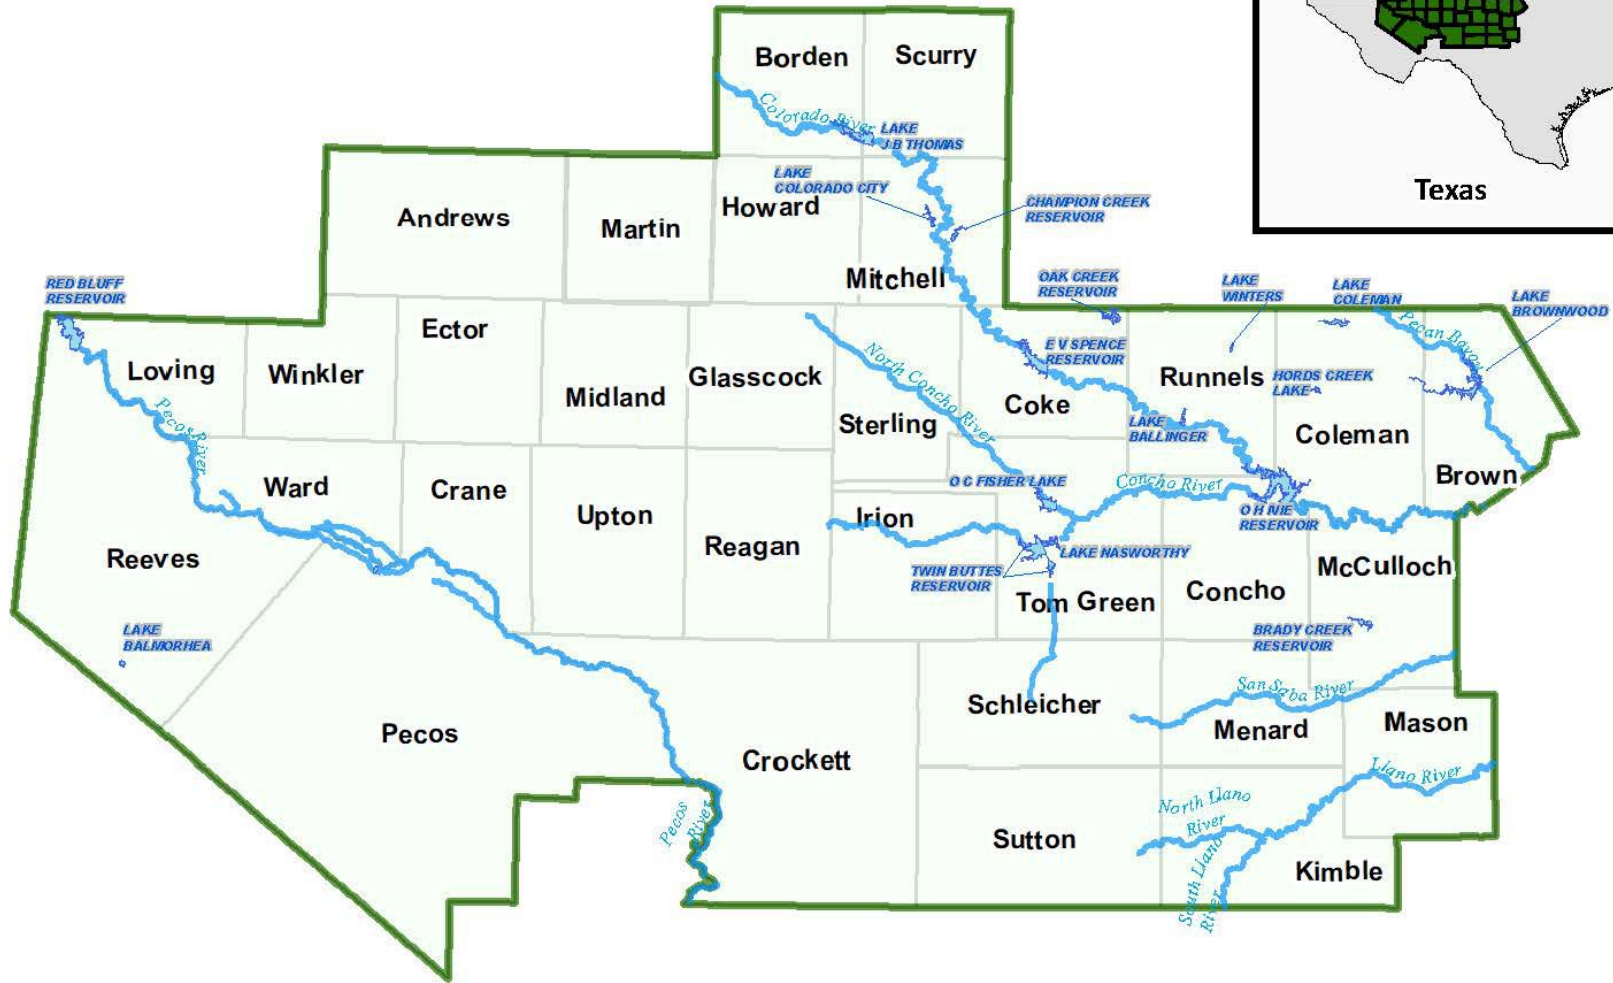 Borden
Scurry
Colorado River
LAKE
J B THOMAS
LAKE
COLORADO CITY
Texas
Andrews
Martin
Howard
CHAMPION CREEK
RESERVOIR
Mitchell
RED BLUFF
RESERVOIR
OAK CREEK
RESERVOIR
LAKE
WINTERS
LAKE
COLEMAN
LAKE
BROWNWOOD
Ector
Pecan Bayou
E V SPENCE
RESERVOIR
Loving
Winkler
Midland
Glasscock
North Concho River
Runnels
HORDS CREEK
LAKE
Coke
Pecos River
Sterling
LAKE
BALLINGER
Coleman
Ward
Crane
O C FISHER LAKE
Concho River
Brown
Upton
Irion
O H IVIE
RESERVOIR
Reeves
Reagan
LAKE NASWORTHY
TWIN BUTTES
RESERVOIR
McCulloch
Tom Green
Concho
LAKE
BALMORHEA
BRADY CREEK
RESERVOIR
San Saba River
Schleicher
Menard
Mason
Pecos
Crockett
Llano River
Pecos
River
North Llano
River
Sutton
South Llano
River
Kimble